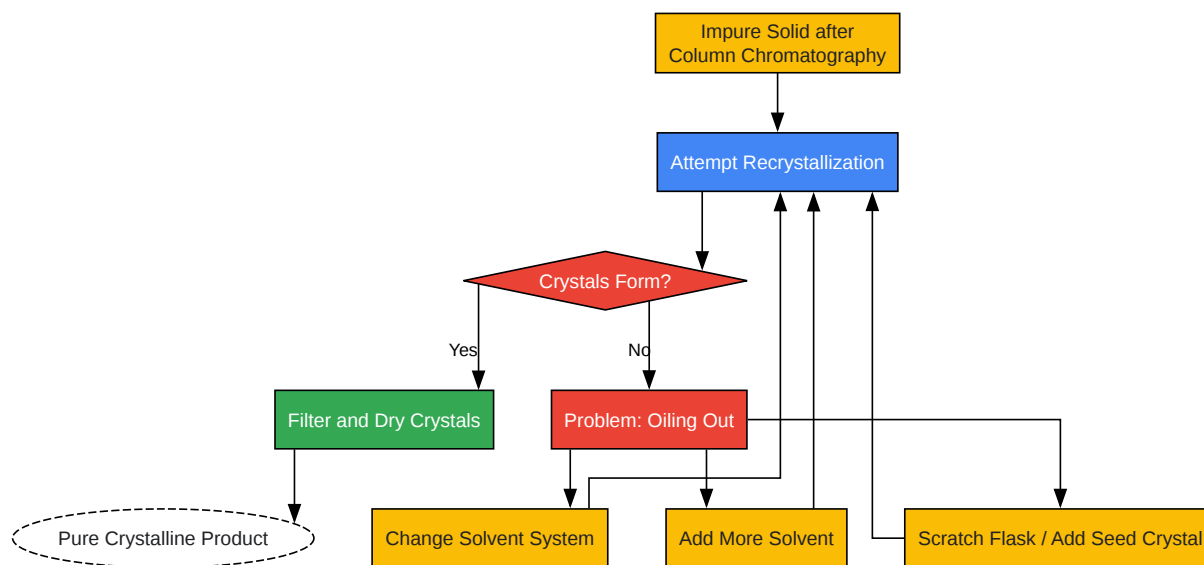 Impure Solid after
Column Chromatography
Attempt Recrystallization
Crystals Form?
Yes
No
Filter and Dry Crystals
Problem: Oiling Out
Pure Crystalline Product
Change Solvent System
Add More Solvent
Scratch Flask / Add Seed Crystal